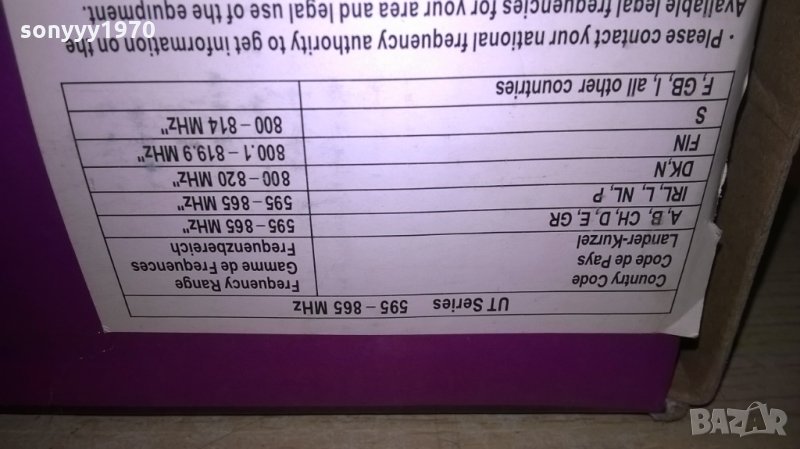 sonyyy1970
UT Series 595 – 865 MHz
Country Code
Code de Pays
Lander-Kurzel
Frequency Range
Gamme de Frequences
Frequenzbereich
A, B, CH, D, E, GR 595 – 865 MHz"
IRL, L, NL, P 595 – 865 MHz"
DK,N 800 – 820 MHz"
FIN 800.1 – 819.9 MHz"
S 800 – 814 MHz"
F, GB, I, all other countries
• Please contact your national frequency authority to get information on the
Available legal frequencies for your area and legal use of the equipment.
BAZAR